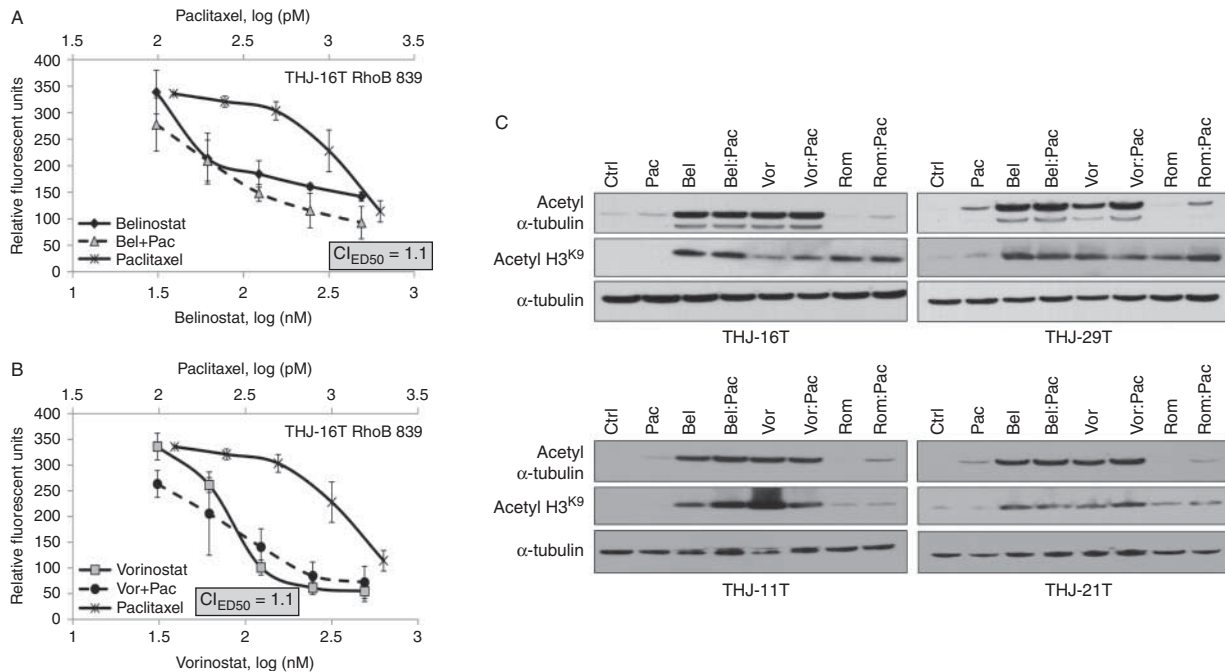 A
Paclitaxel, log (pM)
1.5 2 2.5 3 3.5
400
350
300
250
200
150
100
50
0
Relative fluorescent units
THJ-16T RhoB 839
Belinostat
Bel+Pac
Paclitaxel
CI_ED50 = 1.1
1 1.5 2 2.5 3
Belinostat, log (nM)
B
Paclitaxel, log (pM)
1.5 2 2.5 3 3.5
400
350
300
250
200
150
100
50
0
Relative fluorescent units
THJ-16T RhoB 839
Vorinostat
Vor+Pac
Paclitaxel
CI_ED50 = 1.1
1 1.5 2 2.5 3
Vorinostat, log (nM)
C
Ctrl Pac Bel Bel:Pac Vor Vor:Pac Rom Rom:Pac
Ctrl Pac Bel Bel:Pac Vor Vor:Pac Rom Rom:Pac
Acetyl
α-tubulin
Acetyl H3^K9
α-tubulin
THJ-16T THJ-29T
Ctrl Pac Bel Bel:Pac Vor Vor:Pac Rom Rom:Pac
Ctrl Pac Bel Bel:Pac Vor Vor:Pac Rom Rom:Pac
Acetyl
α-tubulin
Acetyl H3^K9
α-tubulin
THJ-11T THJ-21T